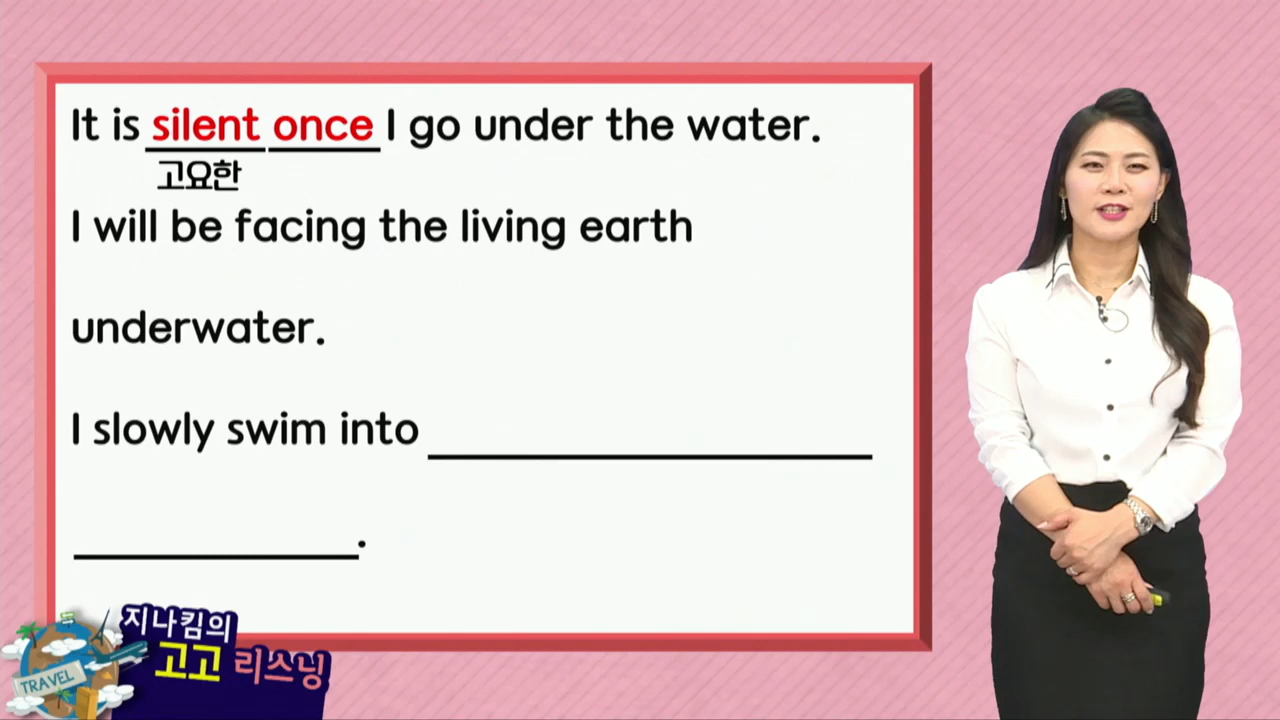 It is silent once I go under the water.
고요한
I will be facing the living earth
underwater.
I slowly swim into
.
지나킴의
고고 리스닝
TRAVEL